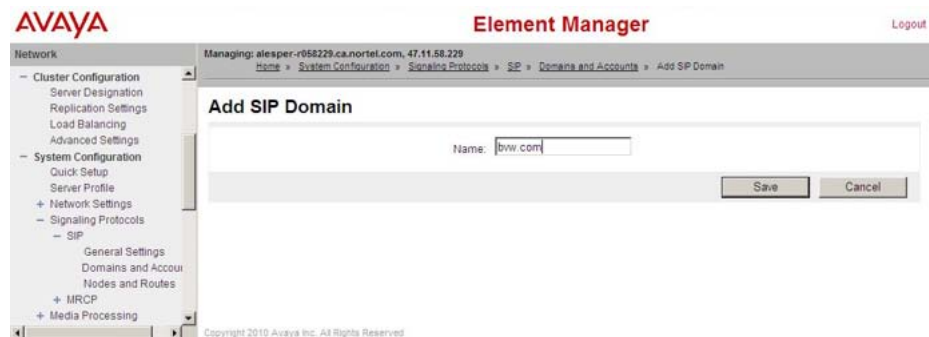 AVAYA
Element Manager
Logout
Network
Managing: alesper-r058229.ca.nortel.com, 47.11.58.229
Home » System Configuration » Signaling Protocols » SIP » Domains and Accounts » Add SIP Domain
− Cluster Configuration
Server Designation
Replication Settings
Load Balancing
Advanced Settings
− System Configuration
Quick Setup
Server Profile
+ Network Settings
− Signaling Protocols
− SIP
General Settings
Domains and Accour
Nodes and Routes
+ MRCP
+ Media Processing
Add SIP Domain
Name: bvw.com
Save
Cancel
Copyright 2010 Avaya Inc. All Rights Reserved